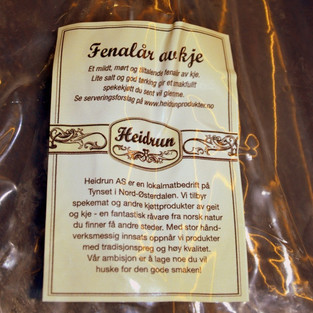 Fenalår av kje
Et mildt, mørt og tiltalende fenalår av kje.
Lite salt og god tørking gir et smakfullt
spekekjøtt du sent vil glemme.
Se serveringsforslag på www.heidrunprodukter.no
Heidrun
Heidrun AS er en lokalmatbedrift på
Tynset i Nord-Østerdalen. Vi tilbyr
spekemat og andre kjøttprodukter av geit
og kje - en fantastisk råvare fra norsk natur
du finner få andre steder. Med stor hånd-
verksmessig innsats oppnår vi produkter
med tradisjonspreg og høy kvalitet.
Vår ambisjon er å lage noe du vil
huske for den gode smaken!